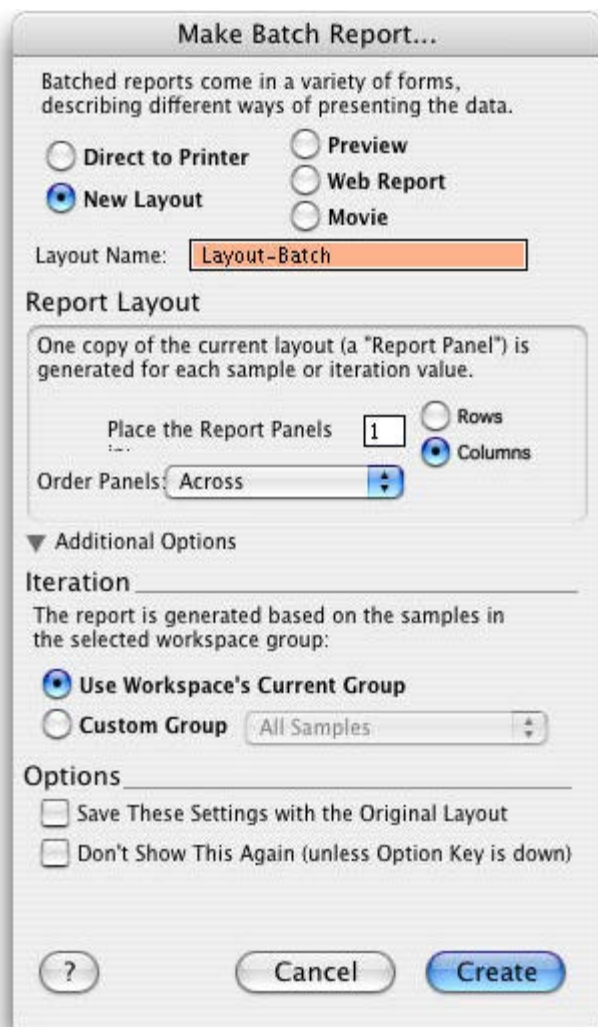 Make Batch Report...
Batched reports come in a variety of forms,
describing different ways of presenting the data.
Direct to Printer
Preview
New Layout
Web Report
Movie
Layout Name: Layout-Batch
Report Layout
One copy of the current layout (a "Report Panel") is
generated for each sample or iteration value.
Place the Report Panels 1 Rows
Columns
Order Panels: Across
Additional Options
Iteration
The report is generated based on the samples in
the selected workspace group:
Use Workspace's Current Group
Custom Group All Samples
Options
Save These Settings with the Original Layout
Don't Show This Again (unless Option Key is down)
? Cancel Create